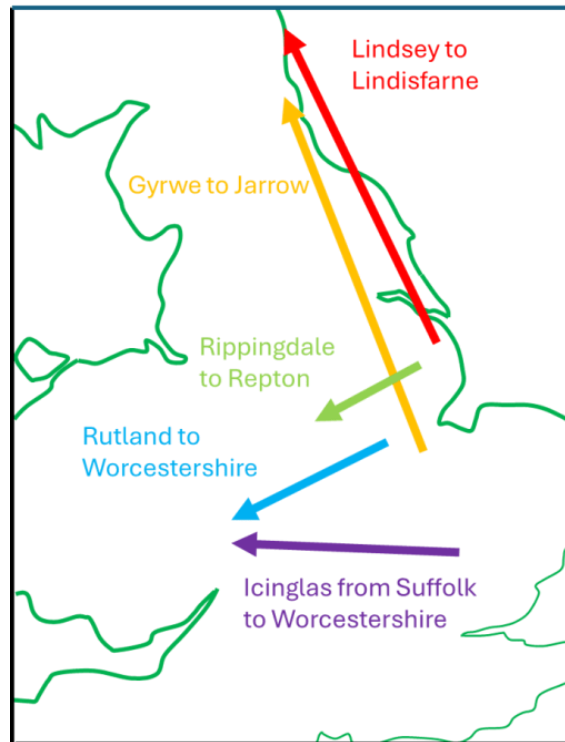 Lindsey to
Lindisfarne
Gyrwe to Jarrow
Rippingdale
to Repton
Rutland to
Worcestershire
Icinglas from Suffolk
to Worcestershire